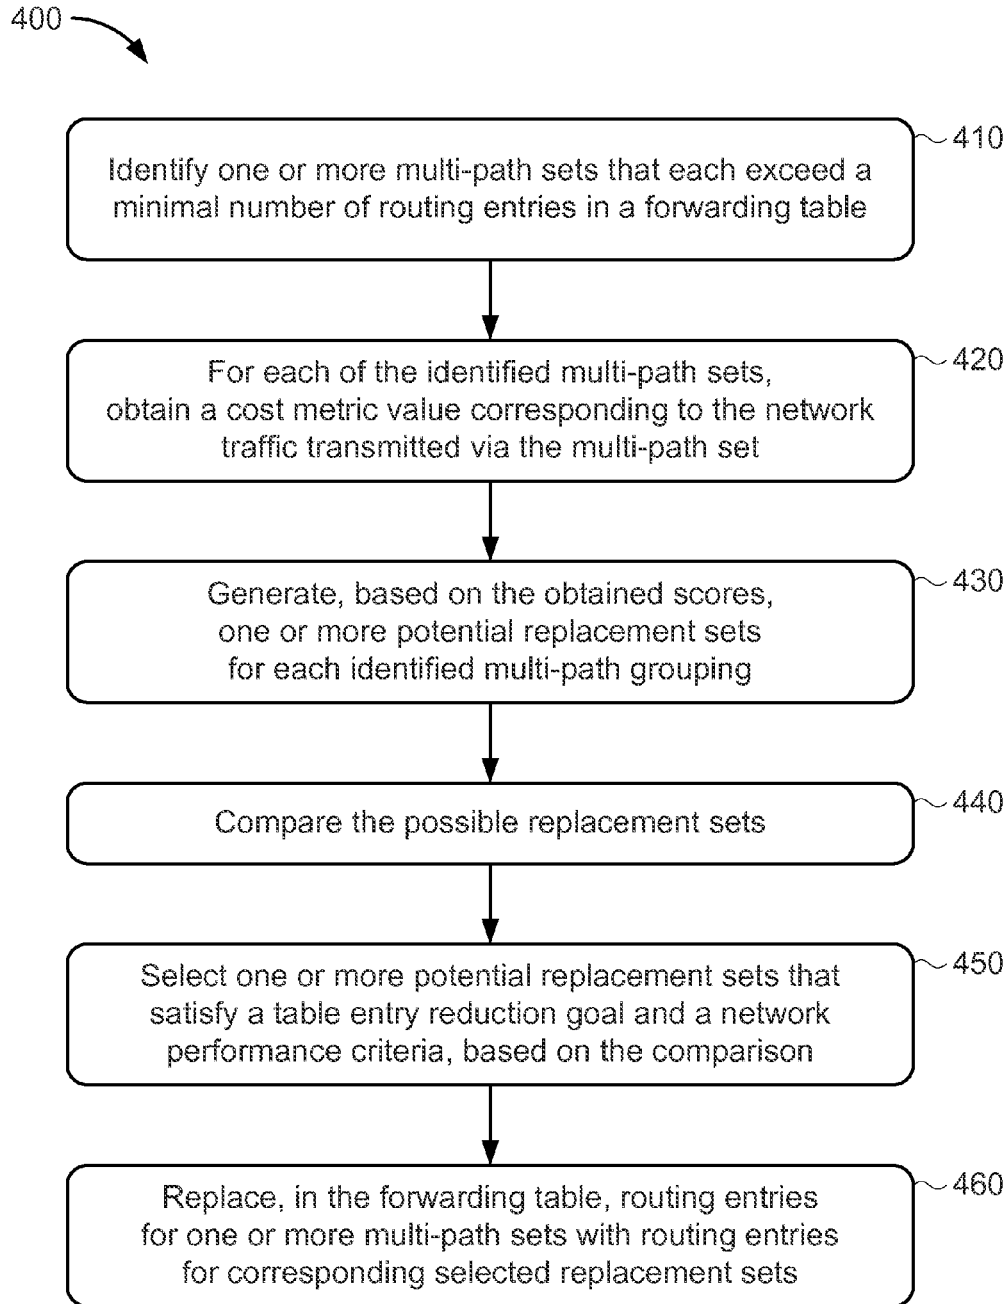 400
410
Identify one or more multi-path sets that each exceed a
minimal number of routing entries in a forwarding table
420
For each of the identified multi-path sets,
obtain a cost metric value corresponding to the network
traffic transmitted via the multi-path set
430
Generate, based on the obtained scores,
one or more potential replacement sets
for each identified multi-path grouping
440
Compare the possible replacement sets
450
Select one or more potential replacement sets that
satisfy a table entry reduction goal and a network
performance criteria, based on the comparison
460
Replace, in the forwarding table, routing entries
for one or more multi-path sets with routing entries
for corresponding selected replacement sets